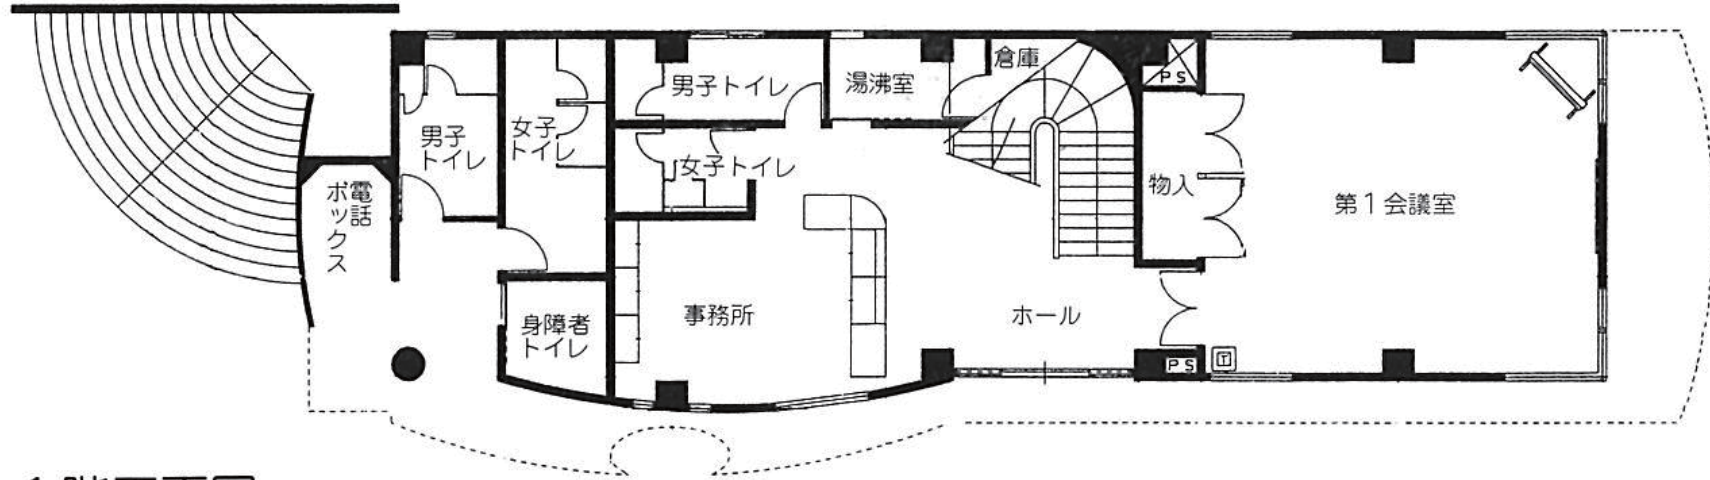 倉庫
男子トイレ
湯沸室
PS
男子
トイレ
女子
トイレ
女子トイレ
物入
電話
ボックス
第1会議室
身障者
トイレ
事務所
ホール
PS
T